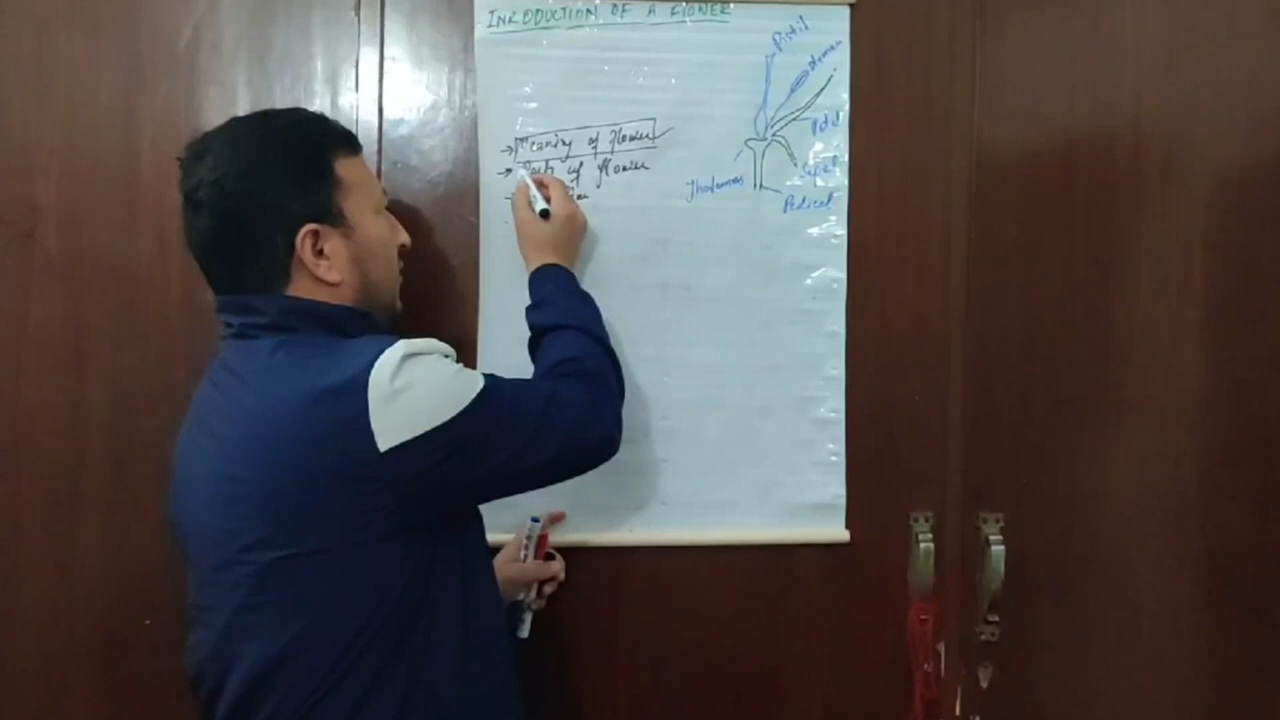 INRODUCTION OF A FLOWER
→ Meaning of flower
→ Parts of flower
Pistil
Stamen
Petal
Sepal
Thalamus
Pedicel